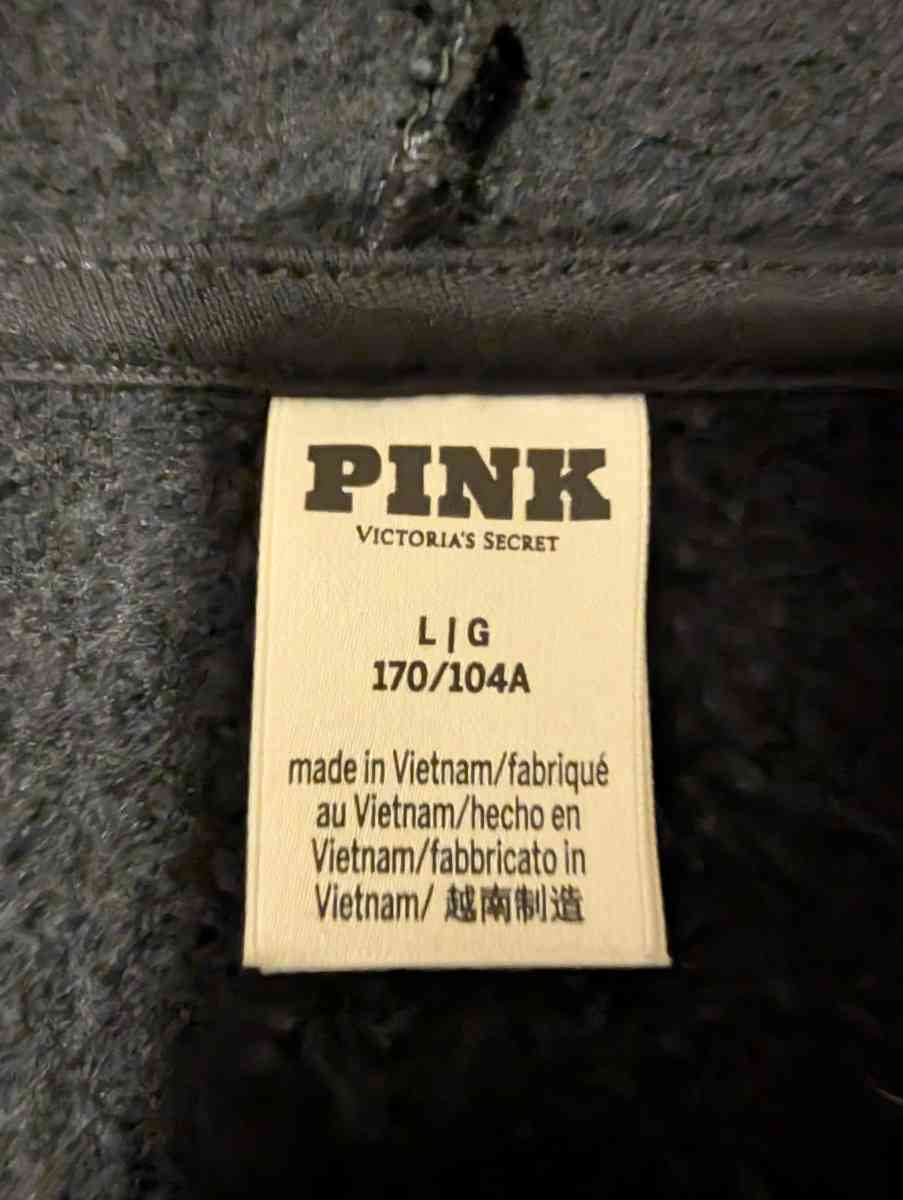 PINK
VICTORIA'S SECRET
L | G
170/104A
made in Vietnam/fabriqué
au Vietnam/hecho en
Vietnam/fabbricato in
Vietnam/ 越南制造